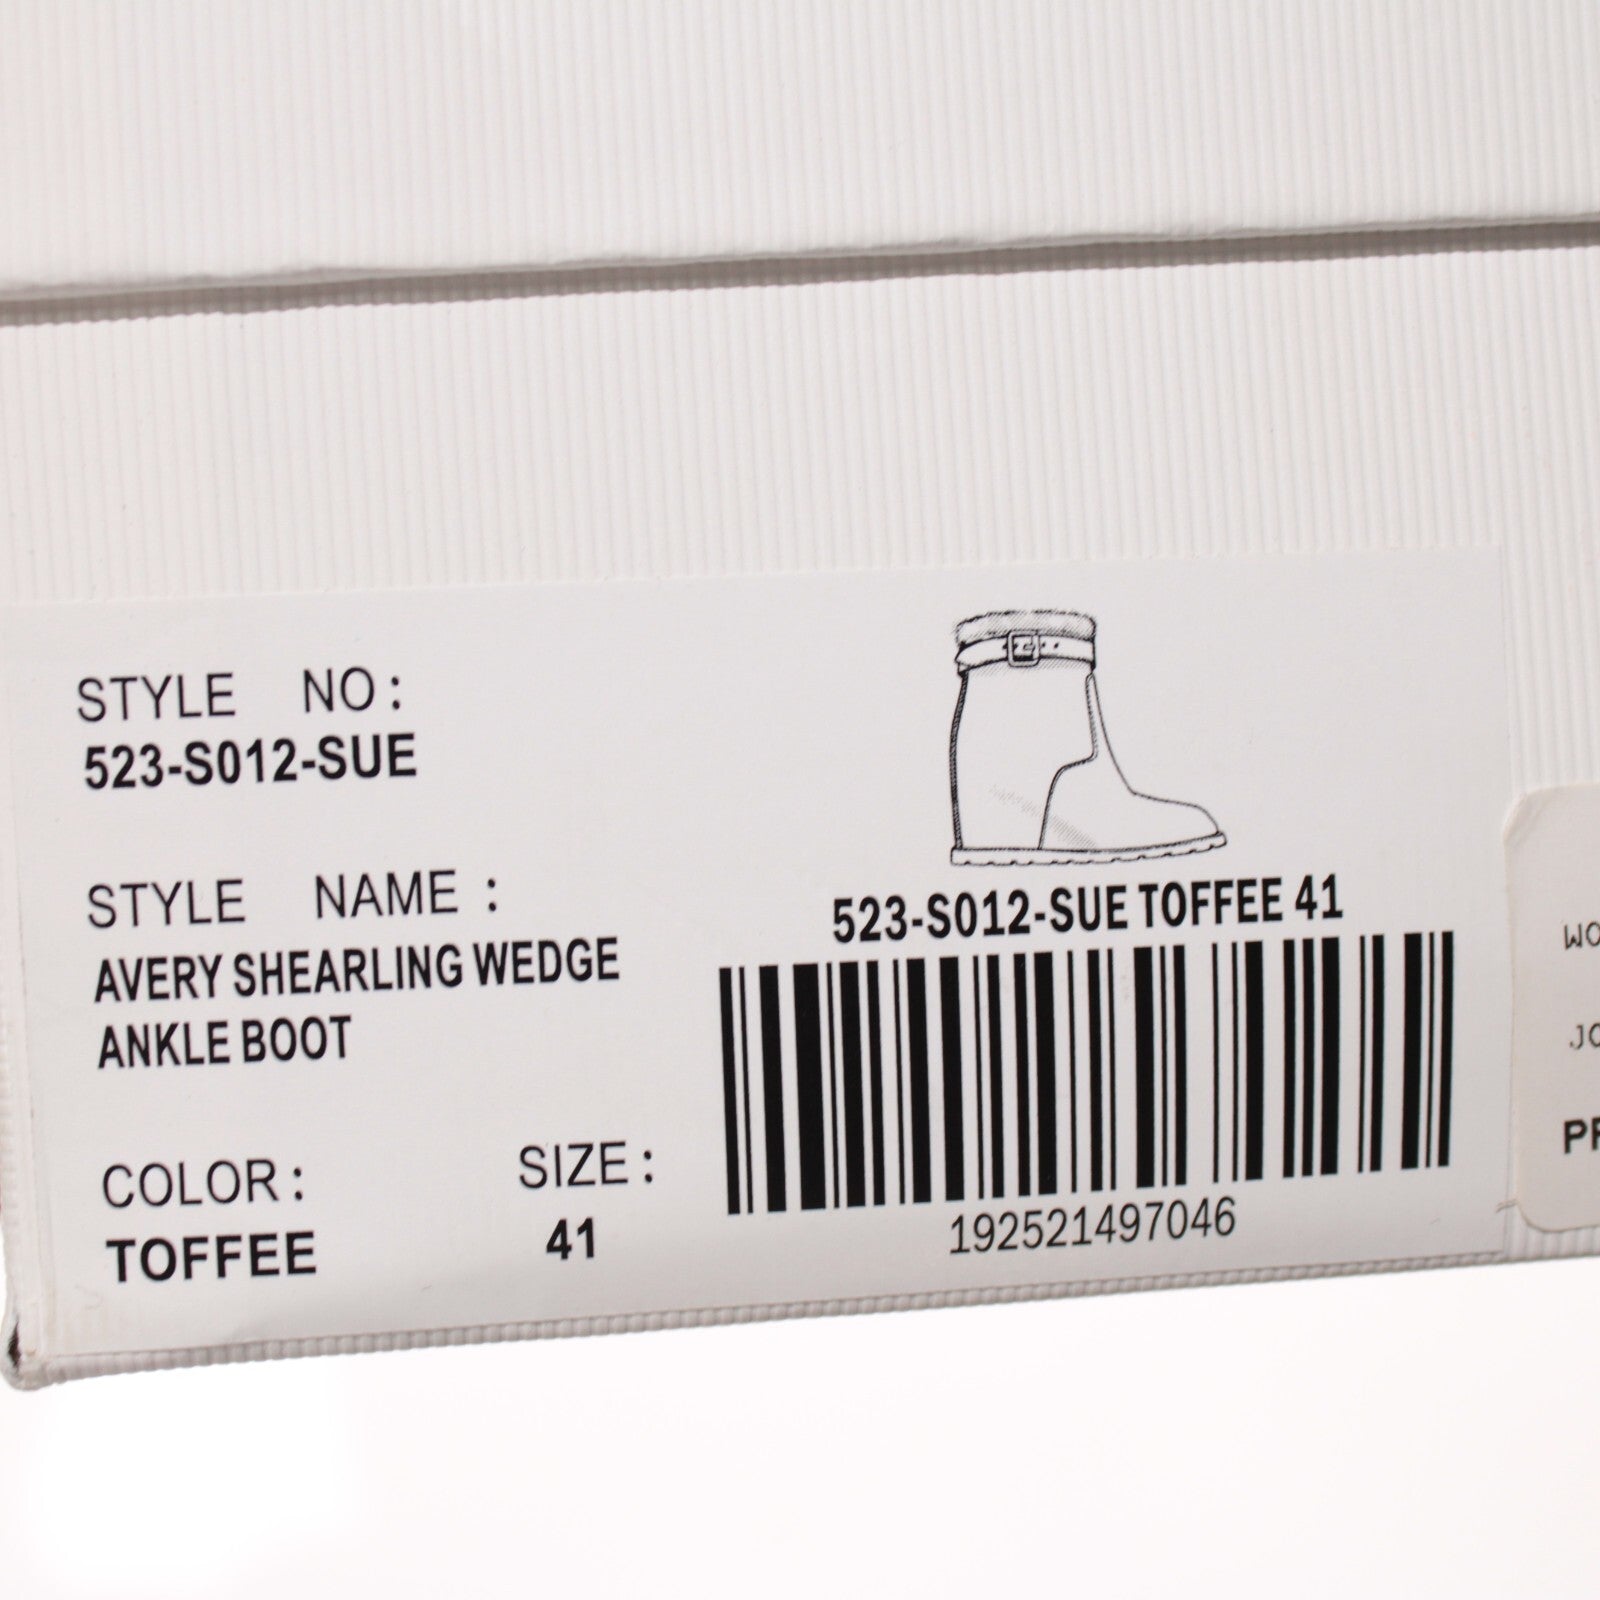 STYLE NO:
523-S012-SUE
STYLE NAME :
AVERY SHEARLING WEDGE
ANKLE BOOT
COLOR:
TOFFEE
SIZE:
41
523-S012-SUE TOFFEE 41
192521497046